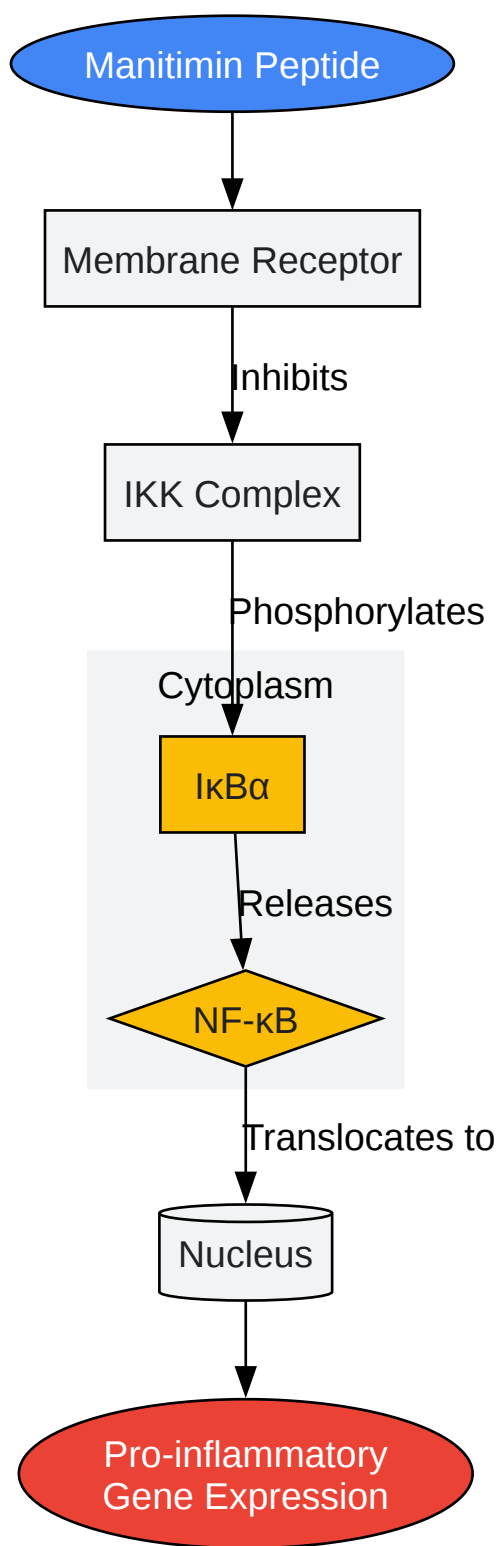 Manitimin Peptide
Membrane Receptor
Inhibits
IKK Complex
Phosphorylates
Cytoplasm
IκBα
Releases
NF-κB
Translocates to
Nucleus
Pro-inflammatory
Gene Expression